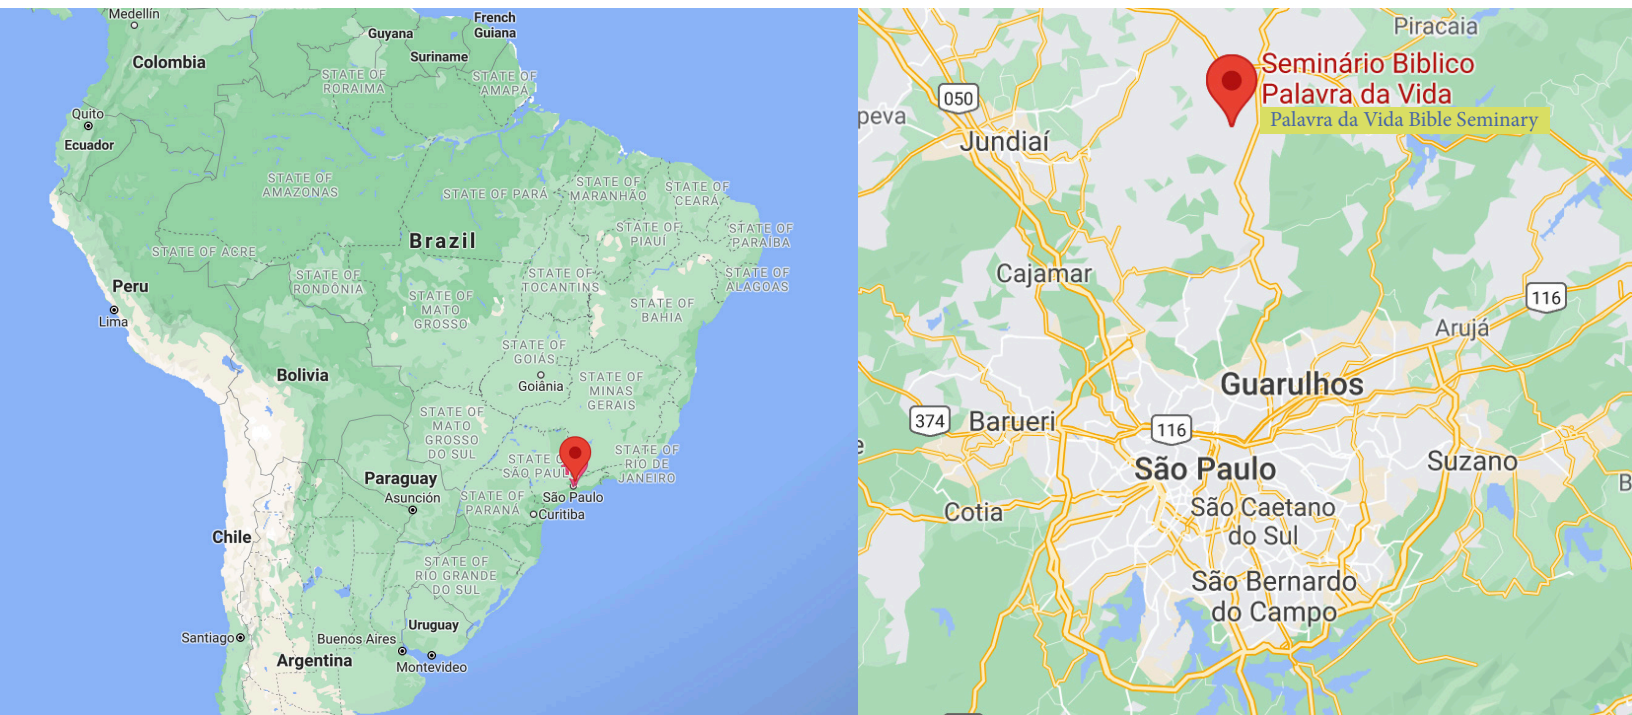 Medellín
French
Guiana
Guyana
Suriname
Colombia
STATE OF
RORAIMA
STATE OF
AMAPÁ
Quito
Ecuador
STATE OF
AMAZONAS
STATE OF PARÁ
STATE OF
MARANHÃO
STATE OF
CEARÁ
Brazil
STATE OF
PIAUÍ
STATE OF
PARAÍBA
STATE OF ACRE
STATE OF
RONDÔNIA
STATE OF
TOCANTINS
STATE OF
ALAGOAS
Peru
Lima
STATE OF
MATO
GROSSO
STATE OF
BAHIA
STATE OF
GOIÁS
Goiânia
Bolivia
STATE OF
MINAS
GERAIS
STATE OF
MATO
GROSSO
DO SUL
STATE OF
RIO DE
JANEIRO
STATE O
SÃO PAUL
São Paulo
Paraguay
Asunción
STATE OF
PARANÁ
Curitiba
Chile
STATE OF
RIO GRANDE
DO SUL
Uruguay
Santiago
Buenos Aires
Argentina
Montevideo
Piracaia
Seminário Biblico
Palavra da Vida
Palavra da Vida Bible Seminary
050
peva
Jundiaí
Cajamar
116
Arujá
Guarulhos
374
Barueri
116
e
São Paulo
Suzano
B
Cotia
São Caetano
do Sul
São Bernardo
do Campo